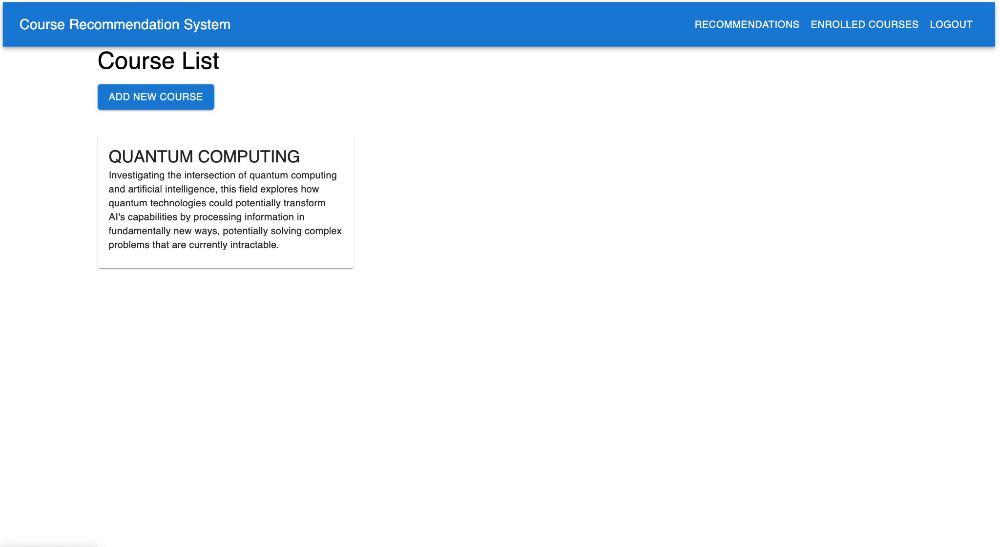 Course Recommendation System
RECOMMENDATIONS ENROLLED COURSES LOGOUT
Course List
ADD NEW COURSE
QUANTUM COMPUTING
Investigating the intersection of quantum computing
and artificial intelligence, this field explores how
quantum technologies could potentially transform
AI's capabilities by processing information in
fundamentally new ways, potentially solving complex
problems that are currently intractable.